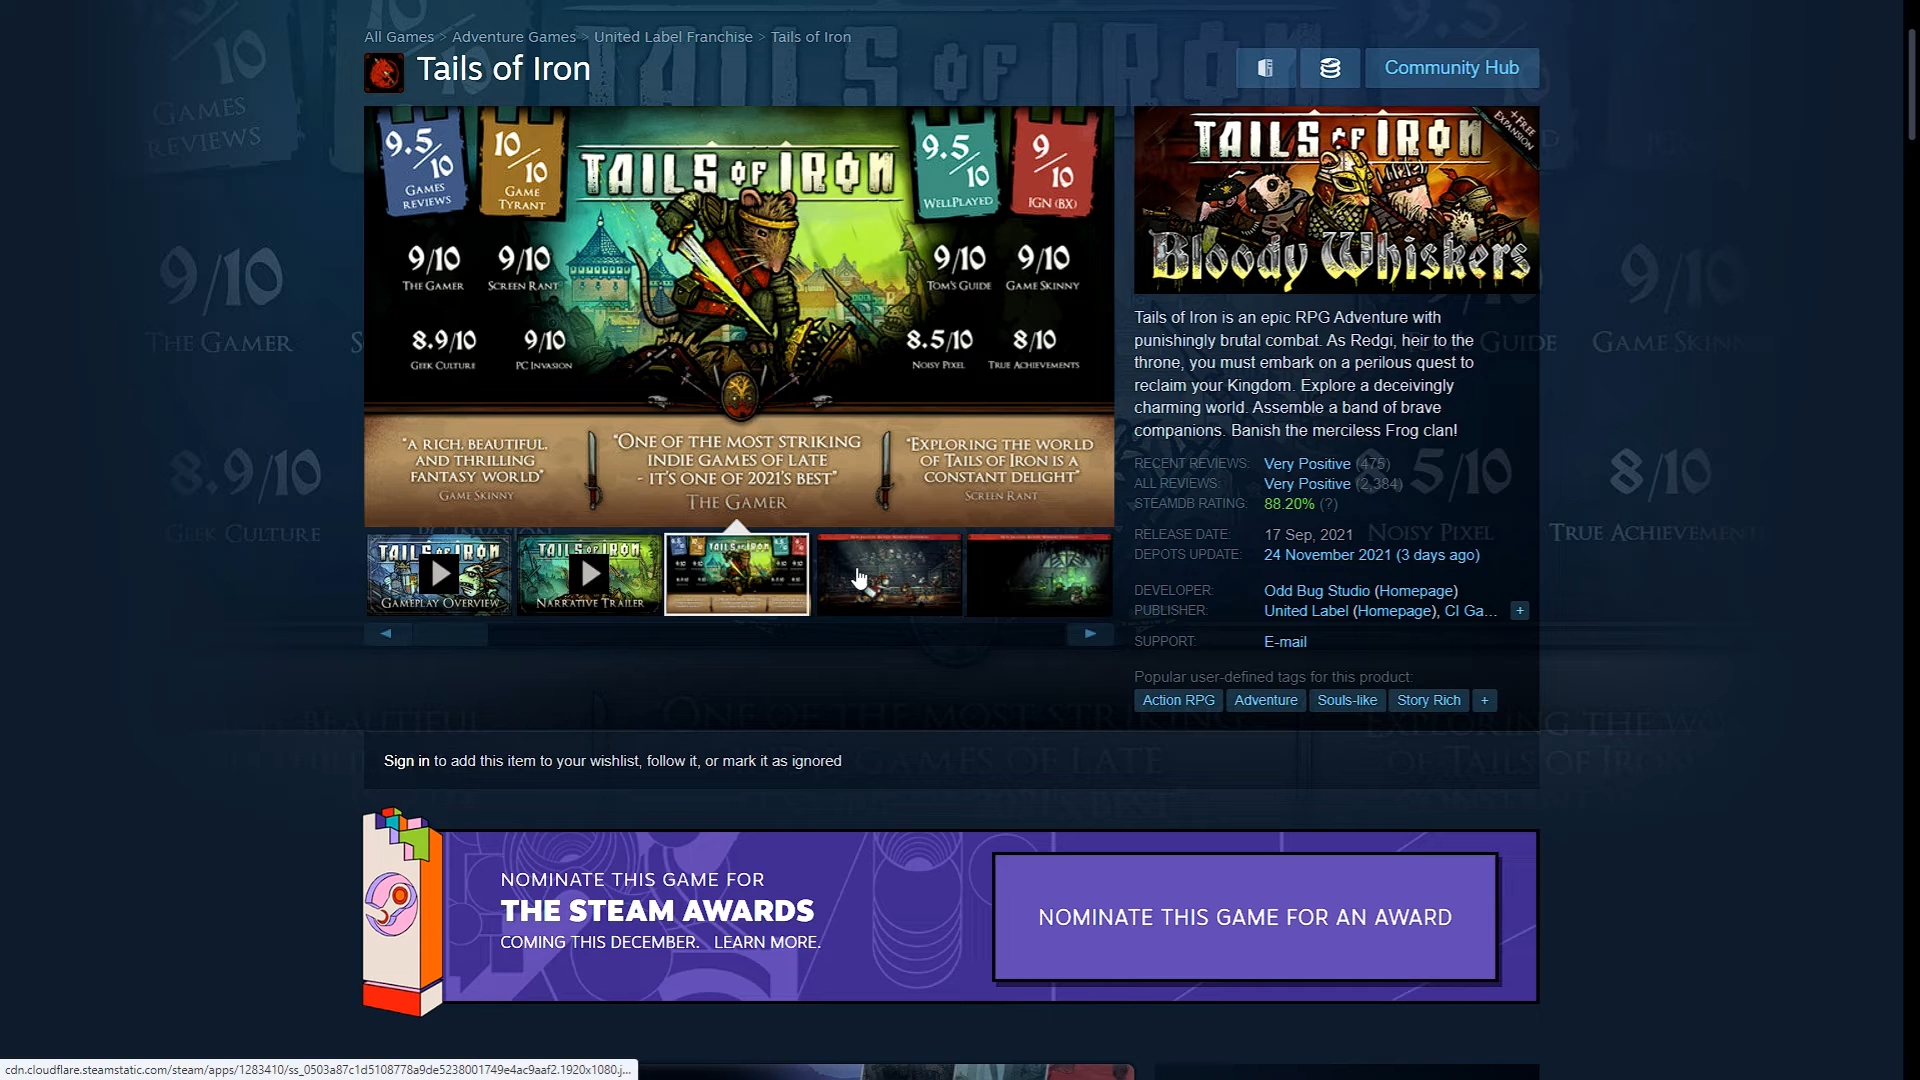 All Games > Adventure Games > United Label Franchise > Tails of Iron
Tails of Iron
Community Hub
9.5/10
GAMES
REVIEWS
10/10
GAME
TYRANT
TAILS OF IRON
9.5/10
WELLPLAYED
9/10
IGN (BX)
9/10
THE GAMER
9/10
SCREEN RANT
9/10
TOM'S GUIDE
9/10
GAME SKINNY
8.9/10
GEEK CULTURE
9/10
PC INVASION
8.5/10
NOISY PIXEL
8/10
TRUE ACHIEVEMENTS
"A RICH, BEAUTIFUL,
AND THRILLING
FANTASY WORLD"
GAME SKINNY
"ONE OF THE MOST STRIKING
INDIE GAMES OF LATE
- IT'S ONE OF 2021'S BEST"
THE GAMER
"EXPLORING THE WORLD
OF TAILS OF IRON IS A
CONSTANT DELIGHT"
SCREEN RANT
TAILS OF IRON
GAMEPLAY OVERVIEW
TAILS OF IRON
NARRATIVE TRAILER
TAILS OF IRON
+FREE
EXPANSION
TAILS OF IRON
Bloody Whiskers
Tails of Iron is an epic RPG Adventure with
punishingly brutal combat. As Redgi, heir to the
throne, you must embark on a perilous quest to
reclaim your Kingdom. Explore a deceivingly
charming world. Assemble a band of brave
companions. Banish the merciless Frog clan!
RECENT REVIEWS: Very Positive (475)
ALL REVIEWS: Very Positive (2,384)
STEAMDB RATING: 88.20% (?)
RELEASE DATE: 17 Sep, 2021
DEPOTS UPDATE: 24 November 2021 (3 days ago)
DEVELOPER: Odd Bug Studio (Homepage)
PUBLISHER: United Label (Homepage), CI Ga... +
SUPPORT: E-mail
Popular user-defined tags for this product:
Action RPG Adventure Souls-like Story Rich +
Sign in to add this item to your wishlist, follow it, or mark it as ignored
NOMINATE THIS GAME FOR
THE STEAM AWARDS
COMING THIS DECEMBER. LEARN MORE.
NOMINATE THIS GAME FOR AN AWARD
cdn.cloudflare.steamstatic.com/steam/apps/1283410/ss_0503a87c1d5108778a9de5238001749e4ac9aaf2.1920x1080.j...